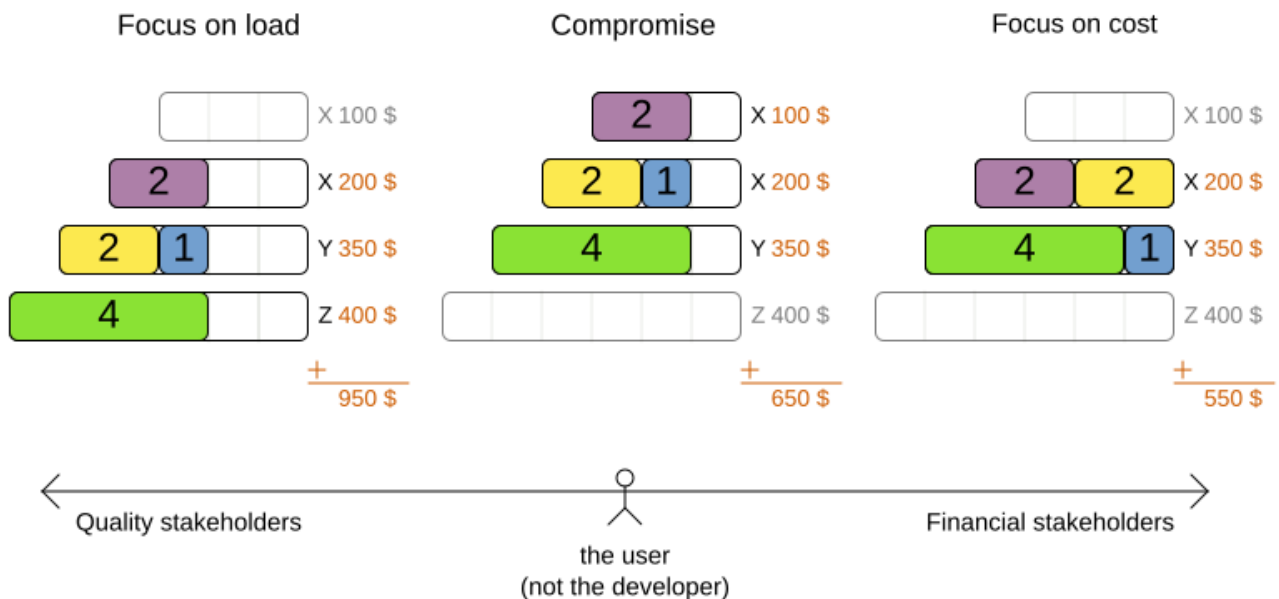 Focus on load
Compromise
Focus on cost
X 100 $
2
X 100 $
X 100 $
2
X 200 $
2
1
X 200 $
2
2
X 200 $
2
1
Y 350 $
4
Y 350 $
4
1
Y 350 $
4
Z 400 $
Z 400 $
Z 400 $
+
+
+
950 $
650 $
550 $
Quality stakeholders
Financial stakeholders
the user
(not the developer)